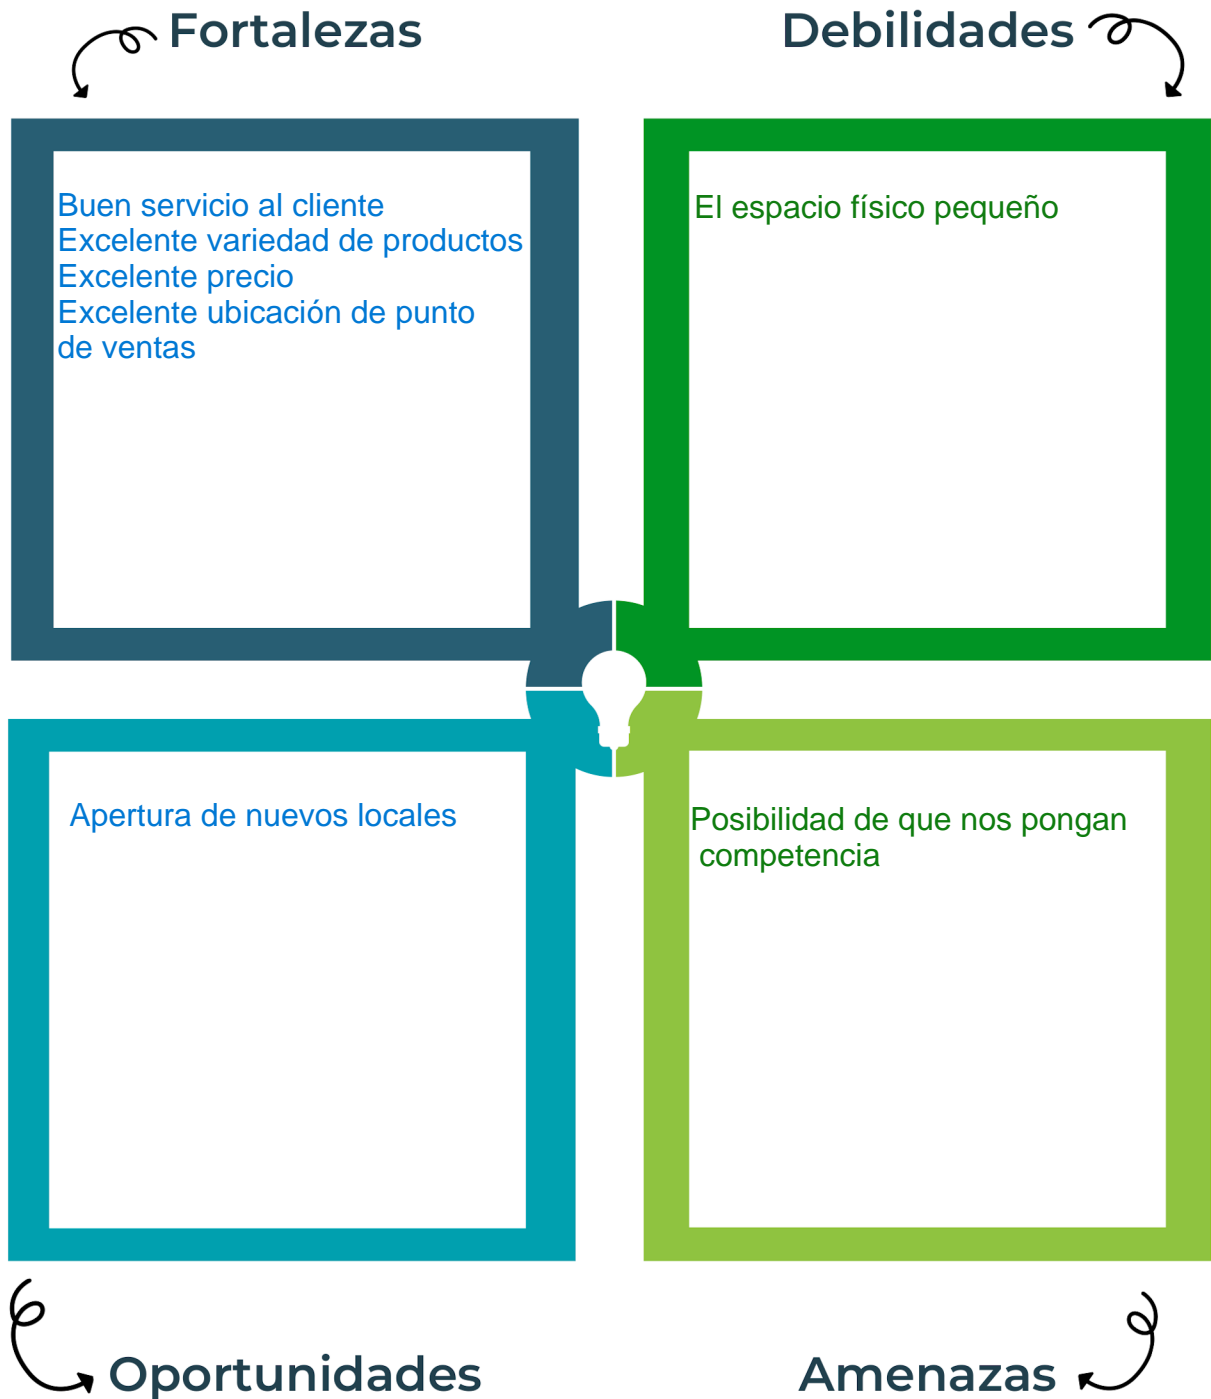 Fortalezas
Buen servicio al cliente
Excelente variedad de productos
Excelente precio
Excelente ubicación de punto
de ventas
Debilidades
El espacio físico pequeño
Apertura de nuevos locales
Oportunidades
Posibilidad de que nos pongan
competencia
Amenazas